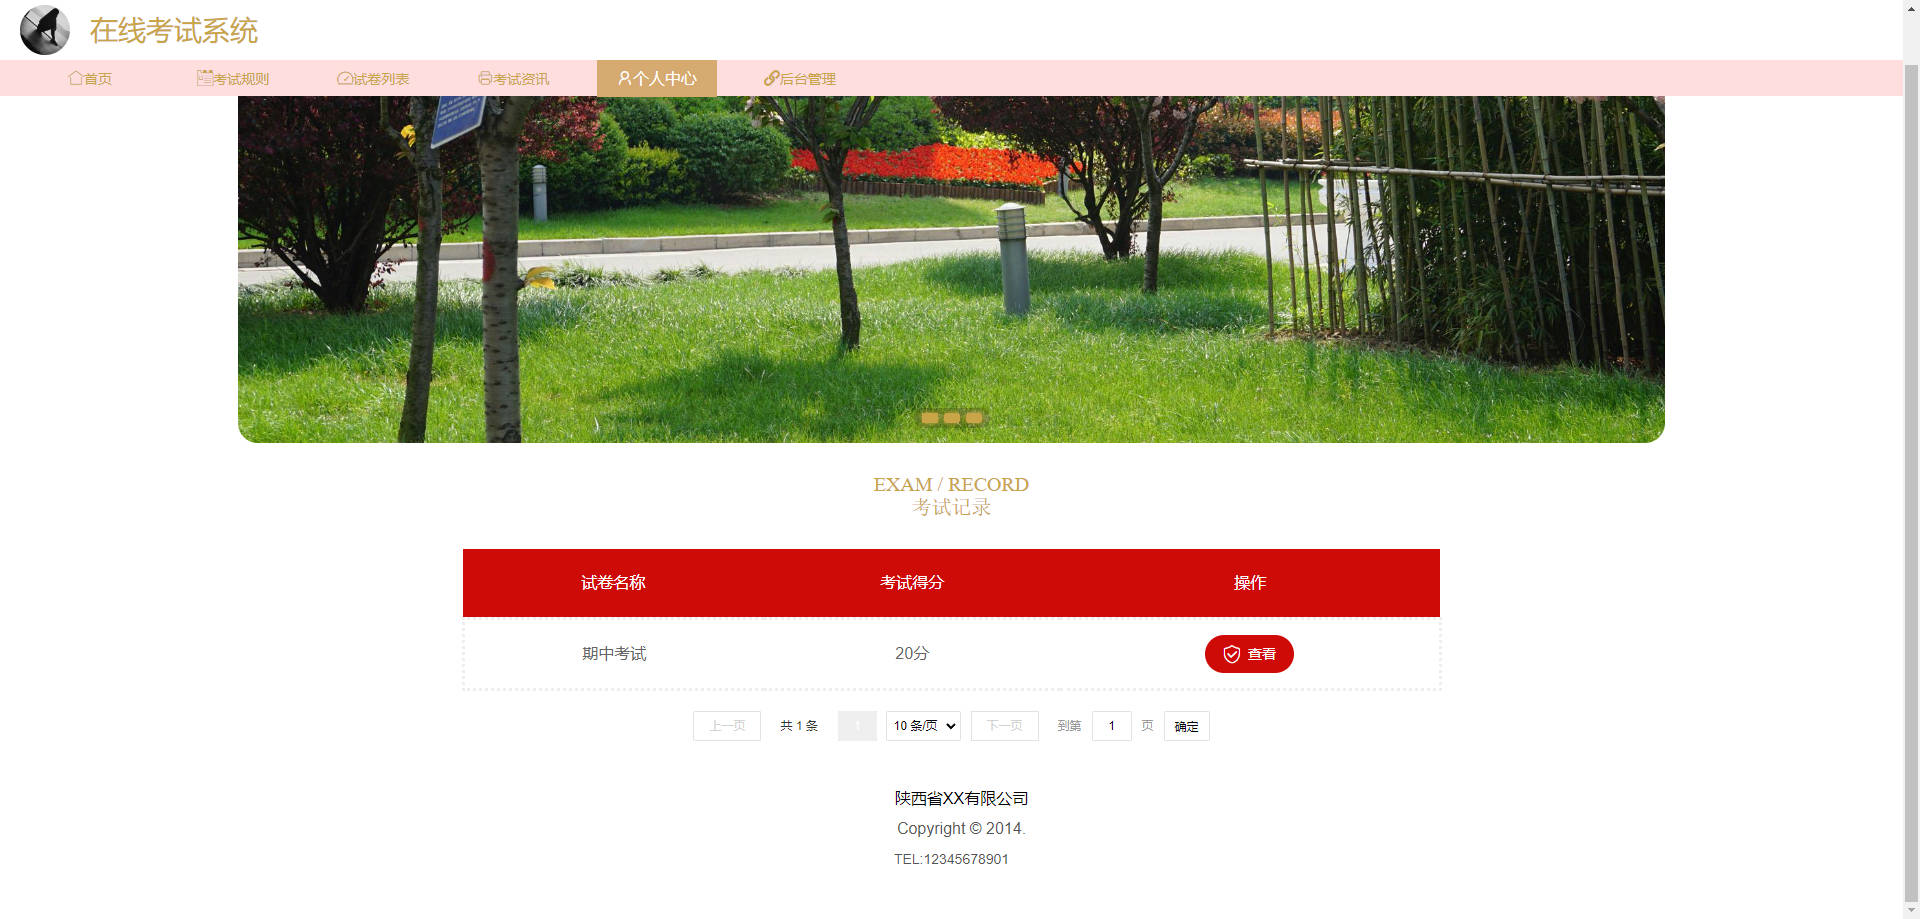 在线考试系统
首页 考试规则 试卷列表 考试资讯 个人中心 后台管理
EXAM / RECORD
考试记录
试卷名称 考试得分 操作
期中考试 20分 查看
上一页 共 1 条 1 10 条/页 下一页 到第 1 页 确定
陕西省XX有限公司
Copyright © 2014.
TEL:12345678901